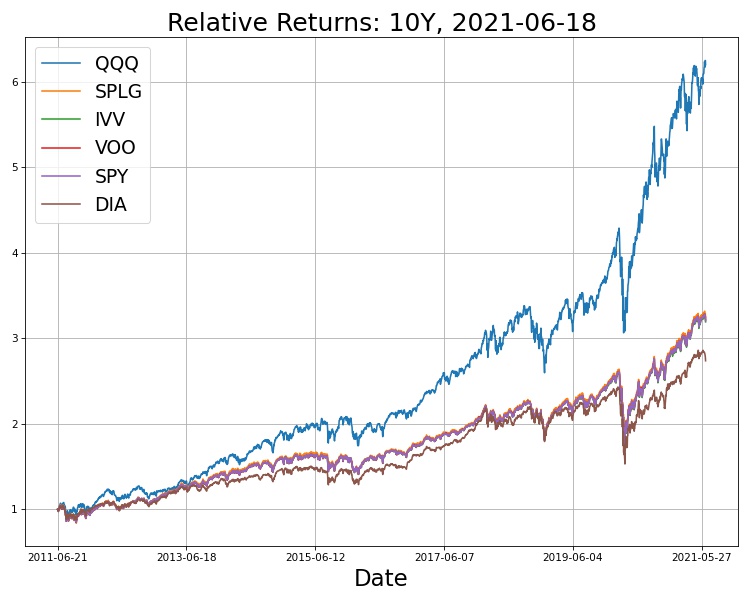 Relative Returns: 10Y, 2021-06-18
QQQ
SPLG
IVV
VOO
SPY
DIA
6
5
4
3
2
1
2011-06-21 2013-06-18 2015-06-12 2017-06-07 2019-06-04 2021-05-27
Date